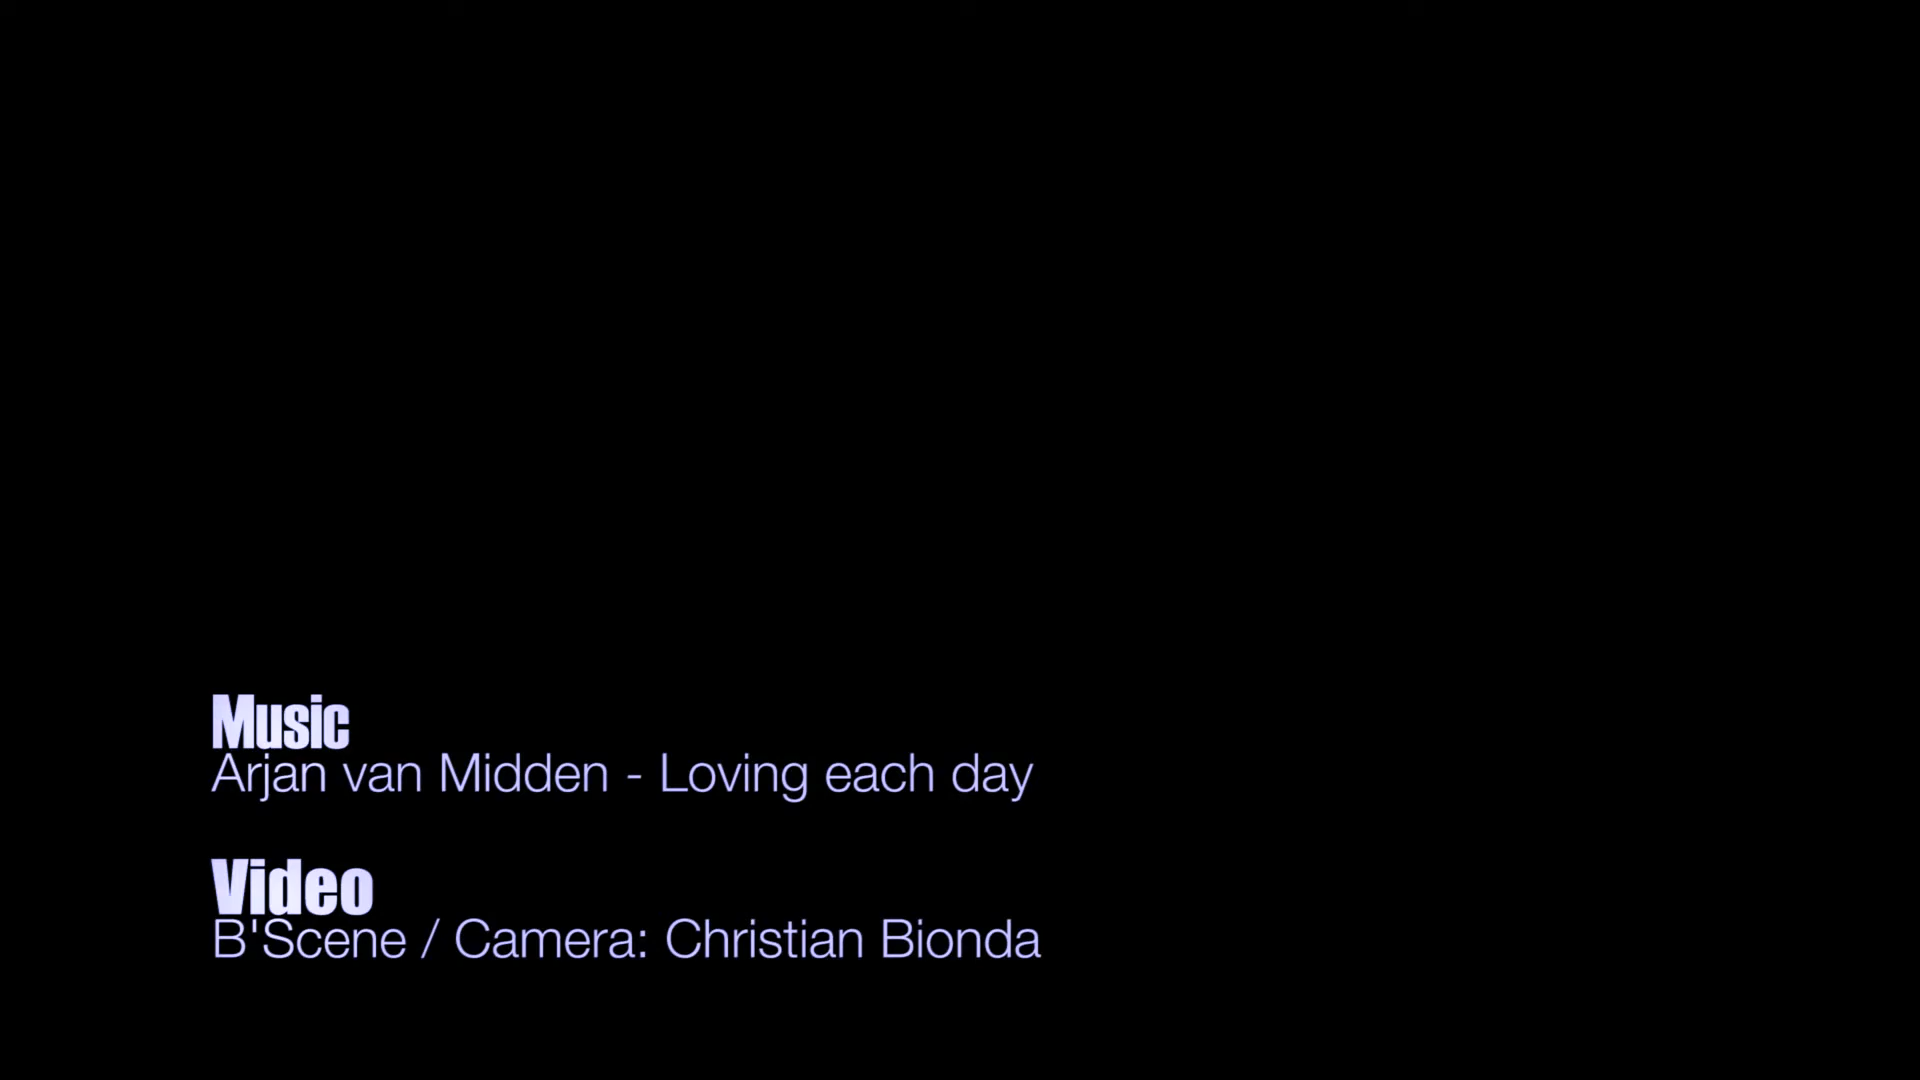 Music
Arjan van Midden - Loving each day
Video
B'Scene / Camera: Christian Bionda